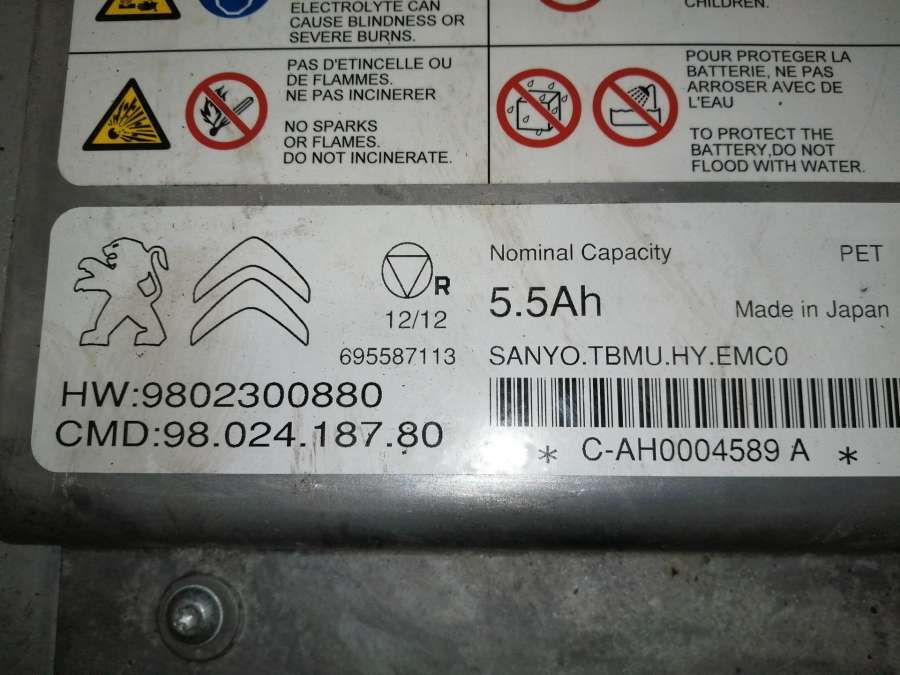 ELECTROLYTE CAN
CAUSE BLINDNESS OR
SEVERE BURNS.
CHILDREN.
PAS D'ETINCELLE OU
DE FLAMMES.
NE PAS INCINERER
NO SPARKS
OR FLAMES.
DO NOT INCINERATE.
POUR PROTEGER LA
BATTERIE, NE PAS
ARROSER AVEC DE
L'EAU
TO PROTECT THE
BATTERY,DO NOT
FLOOD WITH WATER.
R
12/12
695587113
HW:9802300880
CMD:98.024.187.80
Nominal Capacity
PET
5.5Ah
Made in Japan
SANYO.TBMU.HY.EMC0
* C-AH0004589 A *